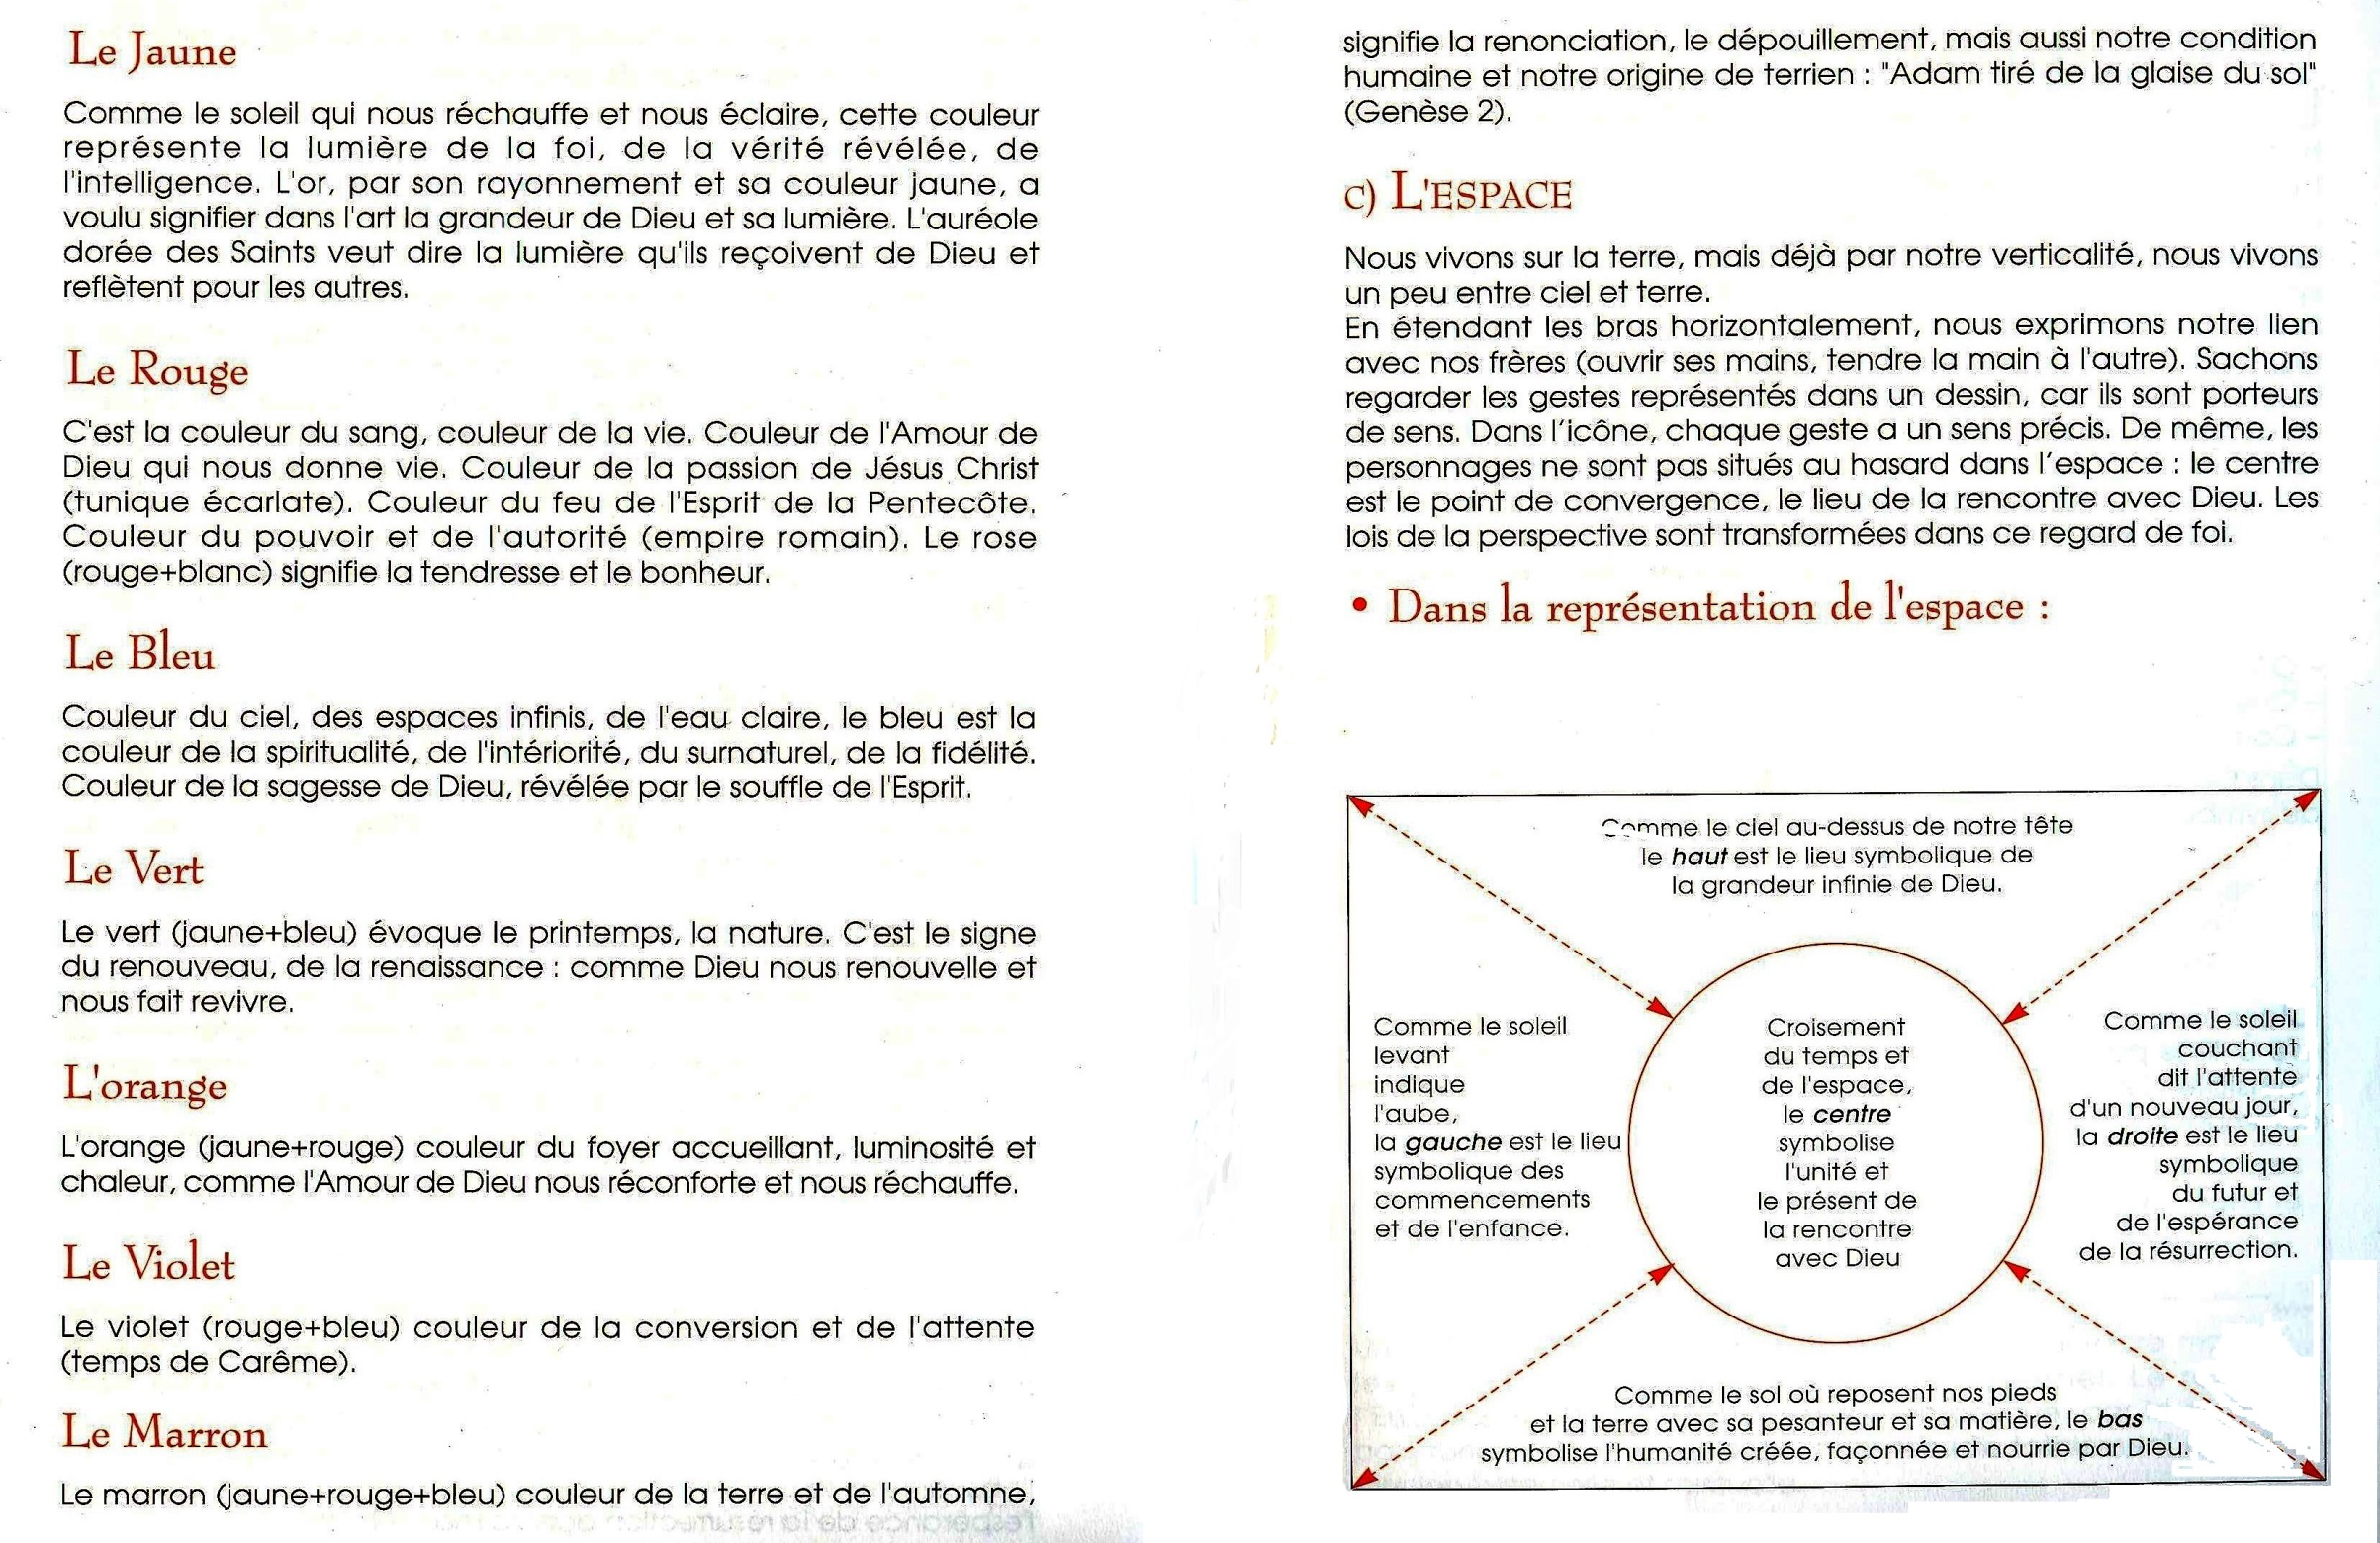 Le Jaune
Comme le soleil qui nous réchauffe et nous éclaire, cette couleur
représente la lumière de la foi, de la vérité révélée, de
l'intelligence. L'or, par son rayonnement et sa couleur jaune, a
voulu signifier dans l'art la grandeur de Dieu et sa lumière. L'auréole
dorée des Saints veut dire la lumière qu'ils reçoivent de Dieu et
reflètent pour les autres.
Le Rouge
C'est la couleur du sang, couleur de la vie. Couleur de l'Amour de
Dieu qui nous donne vie. Couleur de la passion de Jésus Christ
(tunique écarlate). Couleur du feu de l'Esprit de la Pentecôte.
Couleur du pouvoir et de l'autorité (empire romain). Le rose
(rouge+blanc) signifie la tendresse et le bonheur.
Le Bleu
Couleur du ciel, des espaces infinis, de l'eau claire, le bleu est la
couleur de la spiritualité, de l'intériorité, du surnaturel, de la fidélité.
Couleur de la sagesse de Dieu, révélée par le souffle de l'Esprit.
Le Vert
Le vert (jaune+bleu) évoque le printemps, la nature. C'est le signe
du renouveau, de la renaissance : comme Dieu nous renouvelle et
nous fait revivre.
L'orange
L'orange (jaune+rouge) couleur du foyer accueillant, luminosité et
chaleur, comme l'Amour de Dieu nous réconforte et nous réchauffe.
Le Violet
Le violet (rouge+bleu) couleur de la conversion et de l'attente
(temps de Carême).
Le Marron
Le marron (jaune+rouge+bleu) couleur de la terre et de l'automne,
signifie la renonciation, le dépouillement, mais aussi notre condition
humaine et notre origine de terrien : "Adam tiré de la glaise du sol"
(Genèse 2).
c) L'ESPACE
Nous vivons sur la terre, mais déjà par notre verticalité, nous vivons
un peu entre ciel et terre.
En étendant les bras horizontalement, nous exprimons notre lien
avec nos frères (ouvrir ses mains, tendre la main à l'autre). Sachons
regarder les gestes représentés dans un dessin, car ils sont porteurs
de sens. Dans l'icône, chaque geste a un sens précis. De même, les
personnages ne sont pas situés au hasard dans l'espace : le centre
est le point de convergence, le lieu de la rencontre avec Dieu. Les
lois de la perspective sont transformées dans ce regard de foi.
• Dans la représentation de l'espace :
Comme le ciel au-dessus de notre tête
le haut est le lieu symbolique de
la grandeur infinie de Dieu.
Comme le soleil
levant
indique
l'aube,
la gauche est le lieu
symbolique des
commencements
et de l'enfance.
Croisement
du temps et
de l'espace,
le centre
symbolise
l'unité et
le présent de
la rencontre
avec Dieu
Comme le soleil
couchant
dit l'attente
d'un nouveau jour,
la droite est le lieu
symbolique
du futur et
de l'espérance
de la résurrection.
Comme le sol où reposent nos pieds
et la terre avec sa pesanteur et sa matière, le bas
symbolise l'humanité créée, façonnée et nourrie par Dieu.